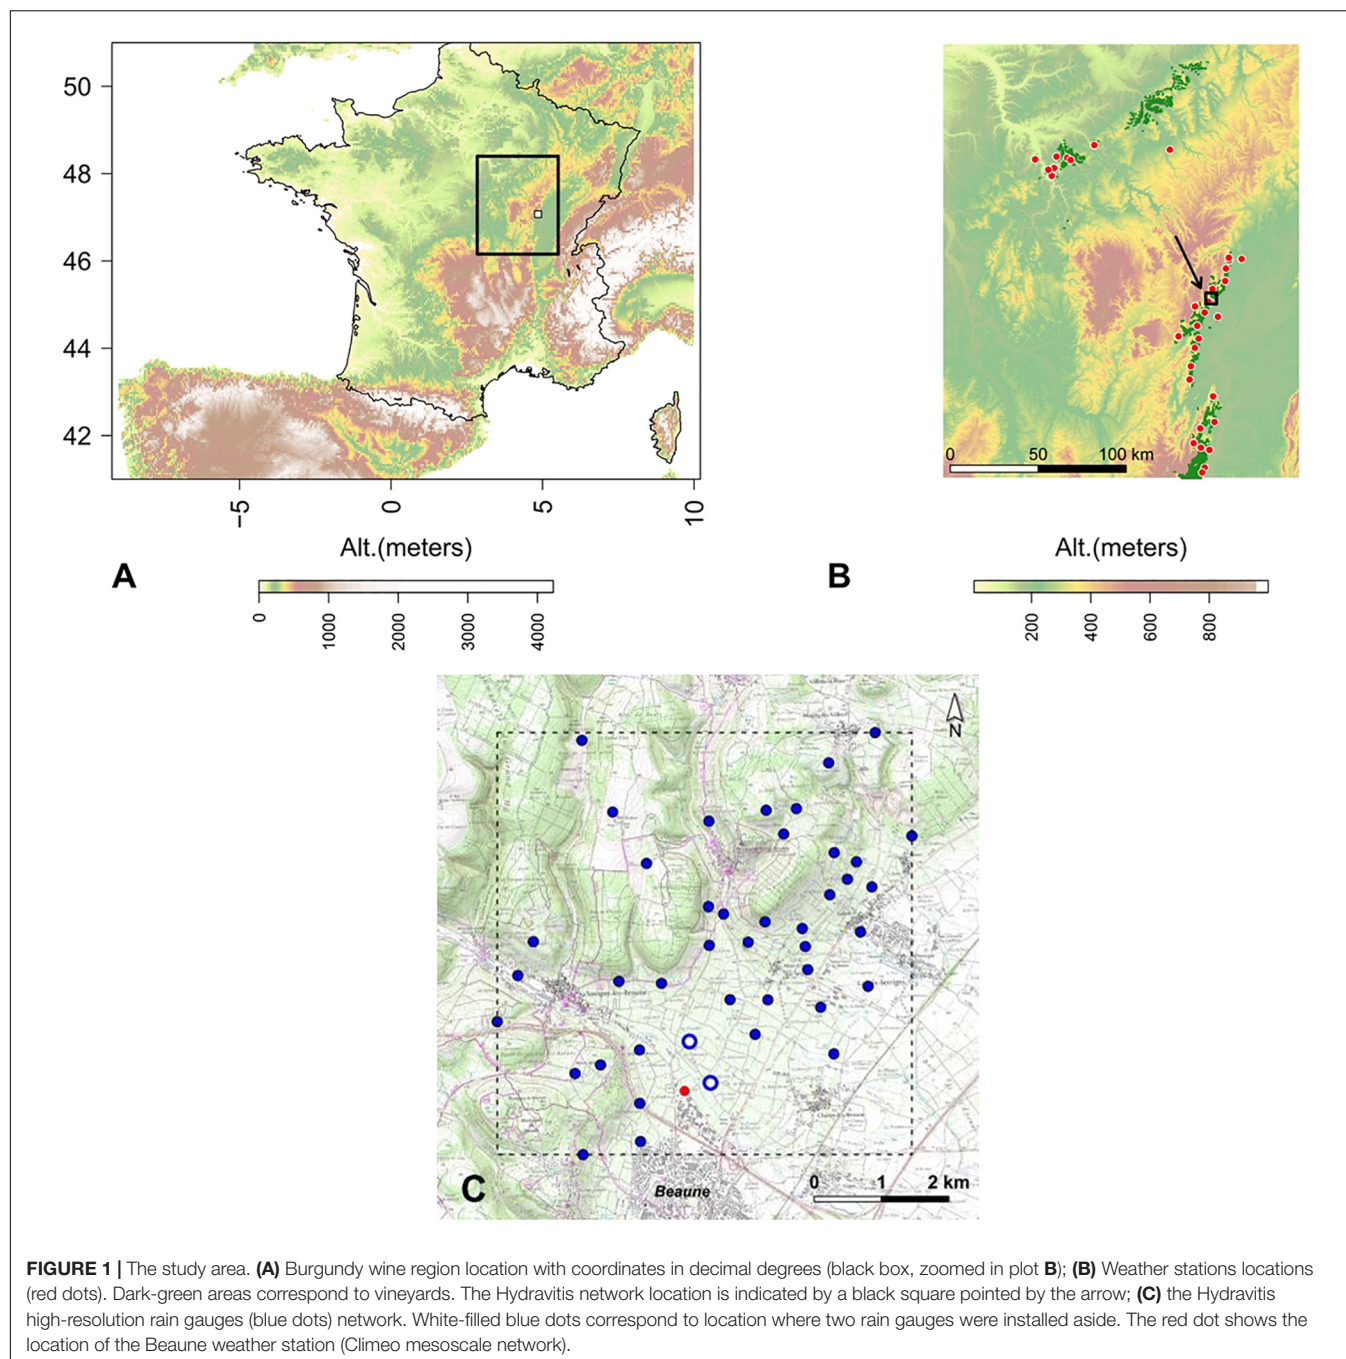 50
48
46
44
42
−5
0
5
10
Alt.(meters)
A
0
1000
2000
3000
4000
0 50 100 km
Alt.(meters)
B
200
400
600
800
N
C
Beaune
0 1 2 km
FIGURE 1 | The study area. (A) Burgundy wine region location with coordinates in decimal degrees (black box, zoomed in plot B); (B) Weather stations locations
(red dots). Dark-green areas correspond to vineyards. The Hydravitis network location is indicated by a black square pointed by the arrow; (C) the Hydravitis
high-resolution rain gauges (blue dots) network. White-filled blue dots correspond to location where two rain gauges were installed aside. The red dot shows the
location of the Beaune weather station (Climeo mesoscale network).